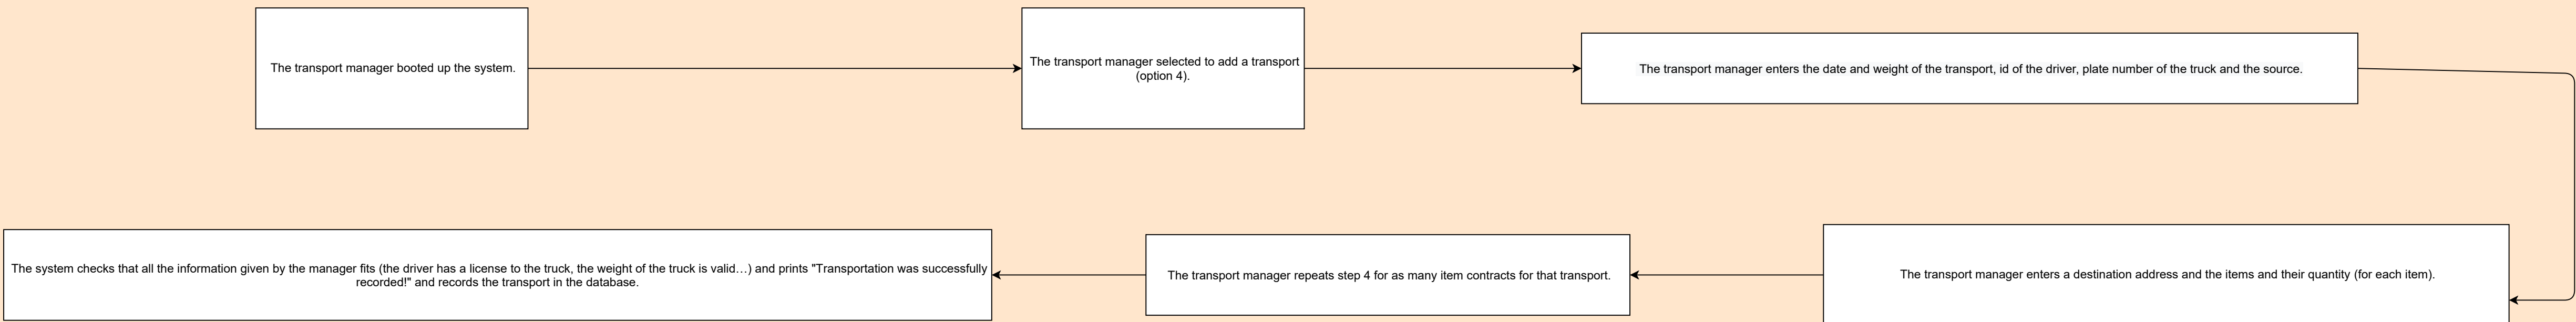 The transport manager booted up the system.
The transport manager selected to add a transport
(option 4).
The transport manager enters the date and weight of the transport, id of the driver, plate number of the truck and the source.
The transport manager enters a destination address and the items and their quantity (for each item).
The transport manager repeats step 4 for as many item contracts for that transport.
The system checks that all the information given by the manager fits (the driver has a license to the truck, the weight of the truck is valid…) and prints "Transportation was successfully
recorded!" and records the transport in the database.